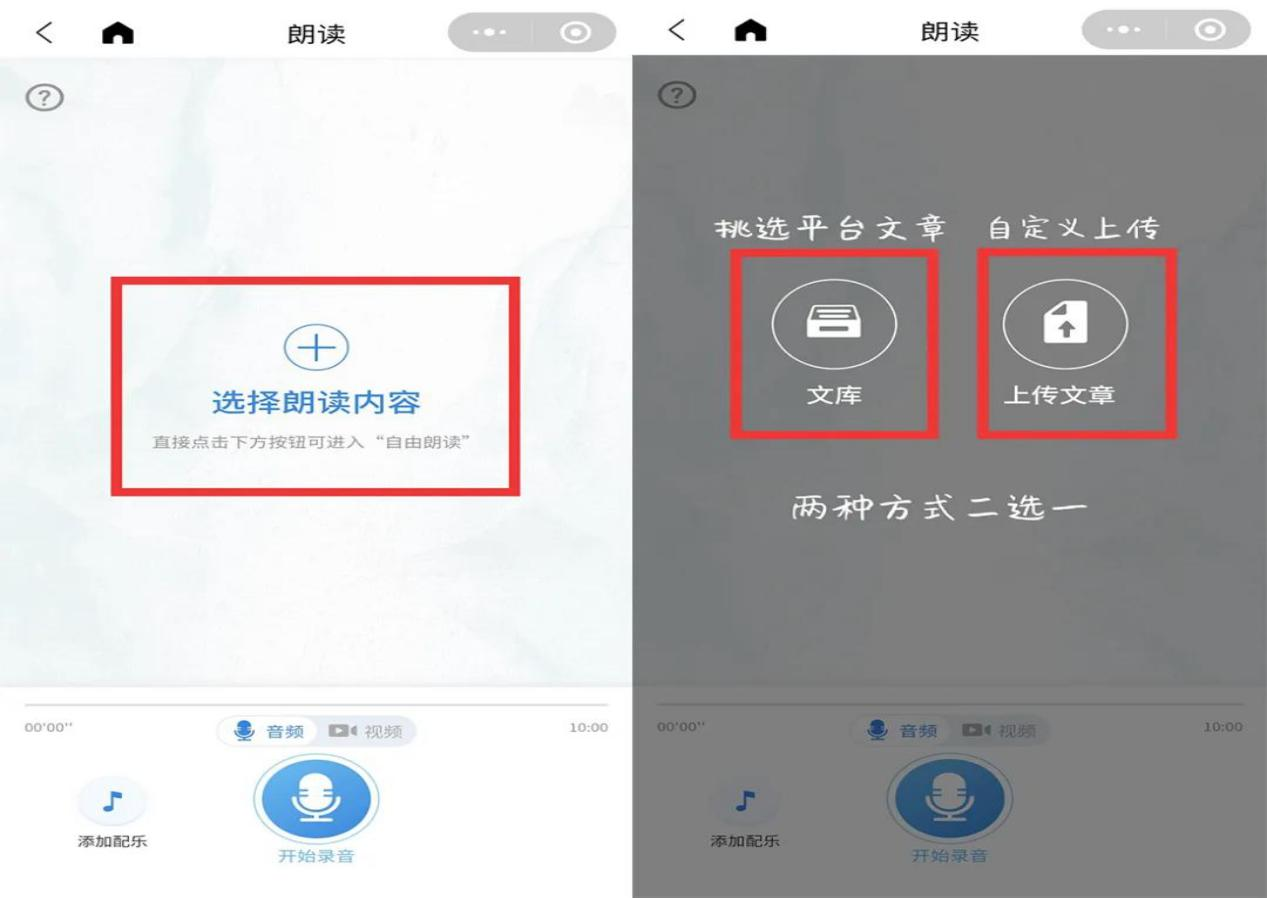 朗读
?
选择朗读内容
直接点击下方按钮可进入“自由朗读”
00'00''
音频
视频
10:00
添加配乐
开始录音
朗读
?
挑选平台文章
自定义上传
文库
上传文章
两种方式二选一
00'00''
音频
视频
10:00
添加配乐
开始录音